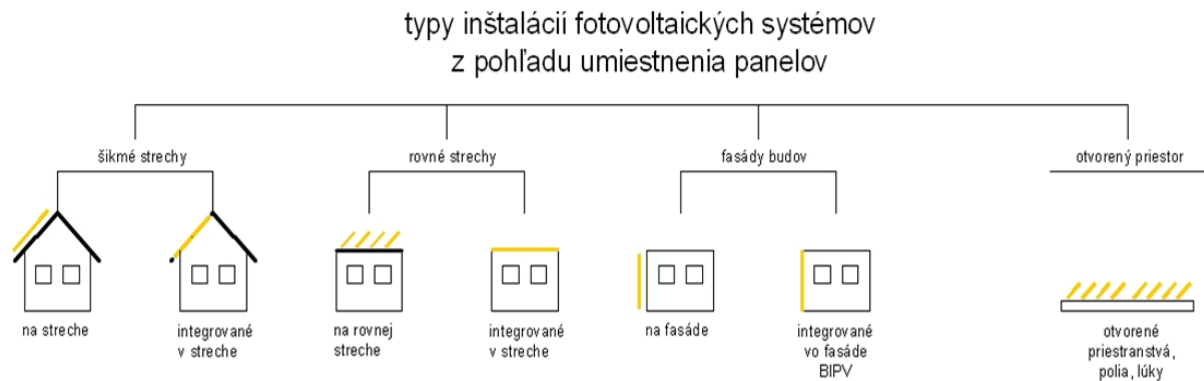 typy inštalácií fotovoltaických systémov
z pohľadu umiestnenia panelov
šikmé strechy
rovné strechy
fasády budov
otvorený priestor
na streche
integrované
v streche
na rovnej
streche
integrované
v streche
na fasáde
integrované
vo fasáde
BIPV
otvorené
priestranstvá,
polia, lúky